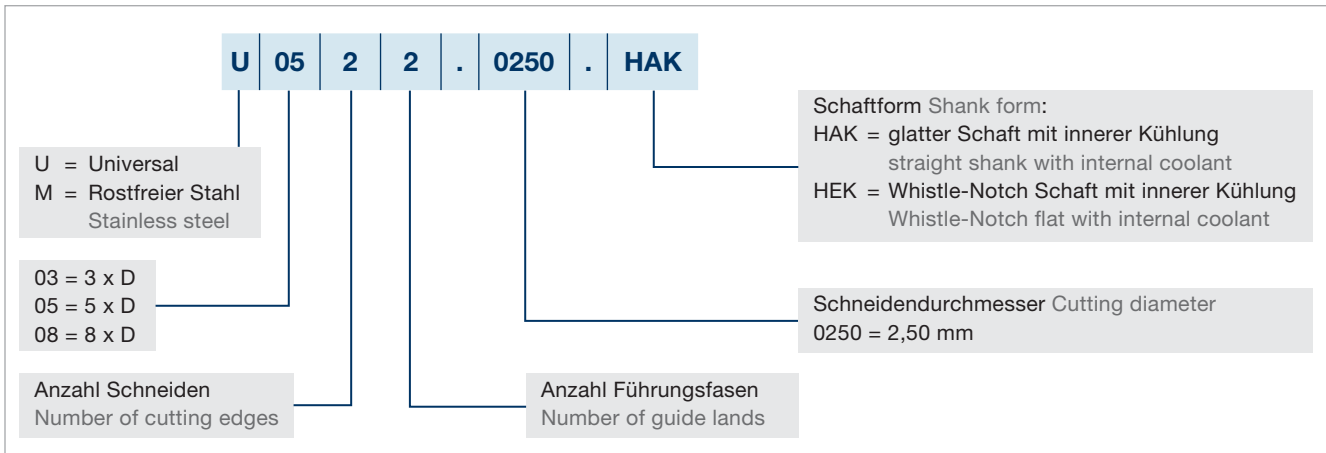 U 05 2 2 . 0250 . HAK
U = Universal
M = Rostfreier Stahl
Stainless steel
03 = 3 x D
05 = 5 x D
08 = 8 x D
Anzahl Schneiden
Number of cutting edges
Anzahl Führungsfasen
Number of guide lands
Schaftform Shank form:
HAK = glatter Schaft mit innerer Kühlung
straight shank with internal coolant
HEK = Whistle-Notch Schaft mit innerer Kühlung
Whistle-Notch flat with internal coolant
Schneidendurchmesser Cutting diameter
0250 = 2,50 mm